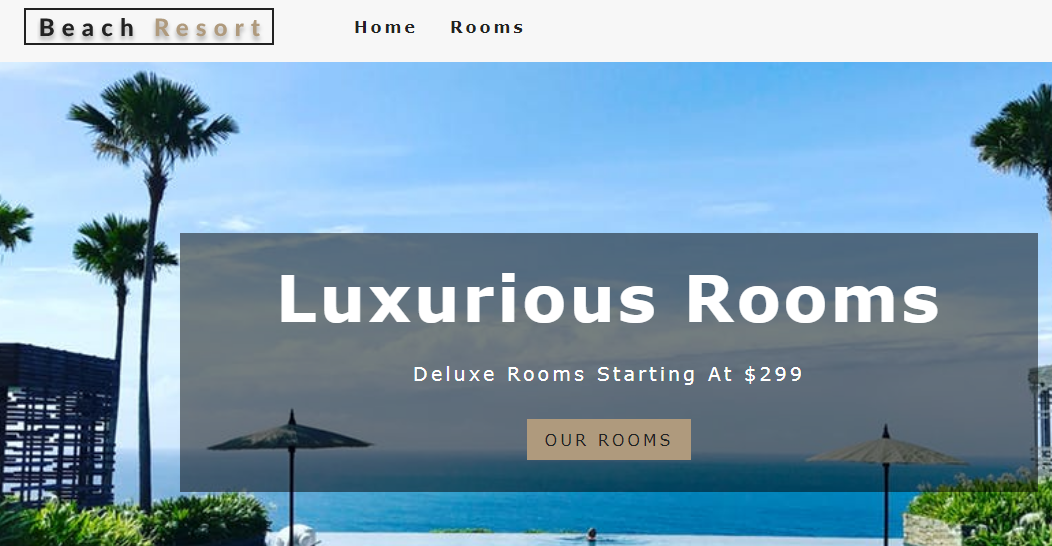 Beach Resort
Home Rooms
Luxurious Rooms
Deluxe Rooms Starting At $299
OUR ROOMS